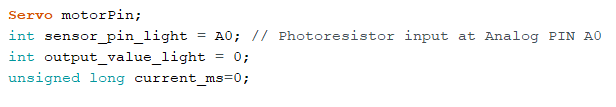 Servo motorPin;
int sensor_pin_light = A0; // Photoresistor input at Analog PIN A0
int output_value_light = 0;
unsigned long current_ms=0;